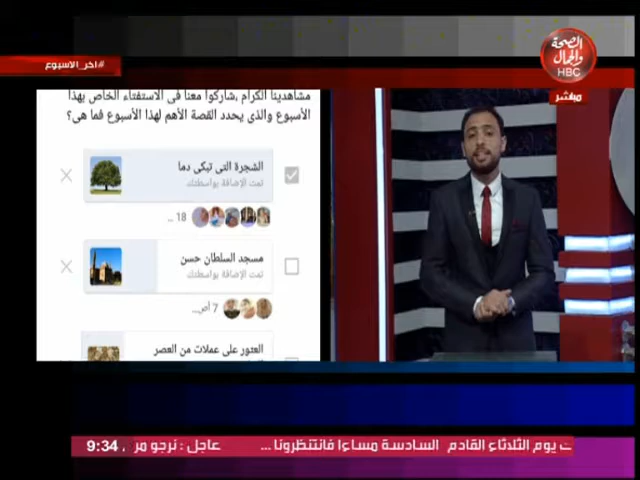 #اخر_الاسبوع
الصحة
والجمال
HBC
مباشر
مشاهدينا الكرام ,شاركوا معنا فى الاستفتاء الخاص بهذا
الأسبوع والذى يحدد القصة الأهم لهذا الأسبوع فما هى؟
الشجرة التى تبكى دما
تمت الإضافة بواسطتك
18 ..
مسجد السلطان حسن
تمت الإضافة بواسطتك
7 أص...
العثور على عملات من العصر
ت يوم الثلاثاء القادم السادسة مساءا فانتظرونا ... عاجل : نرجو مر
9:34